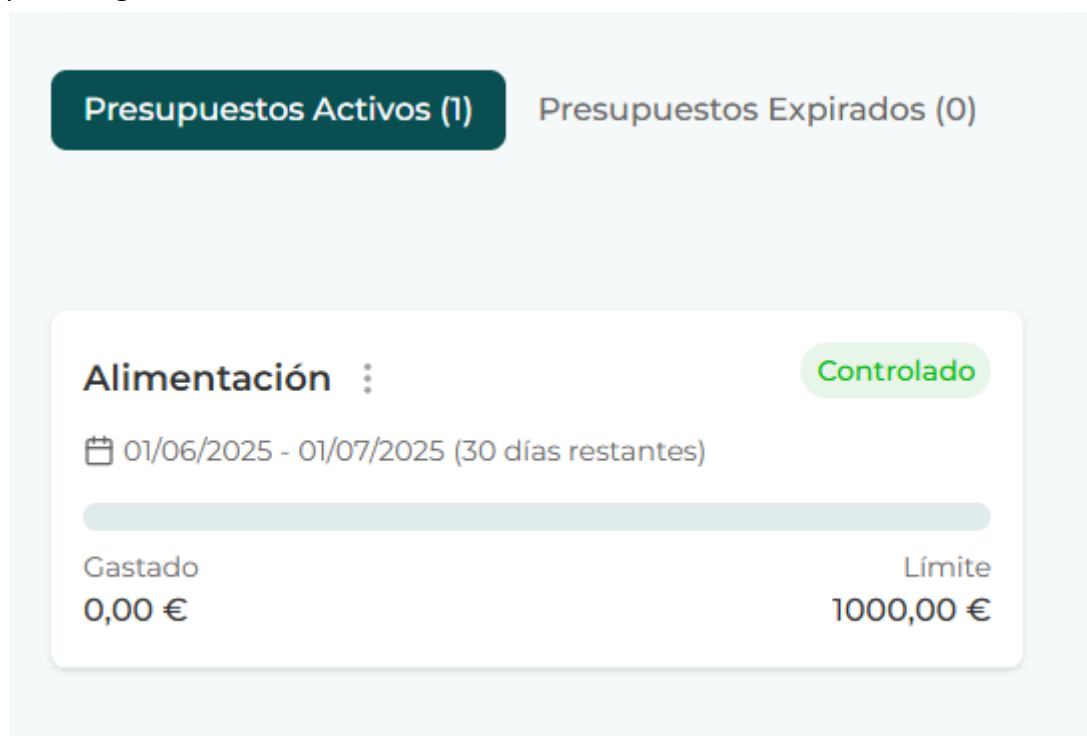 Presupuestos Activos (1) Presupuestos Expirados (0)
Alimentación Controlado
01/06/2025 - 01/07/2025 (30 días restantes)
Gastado Límite
0,00 € 1000,00 €